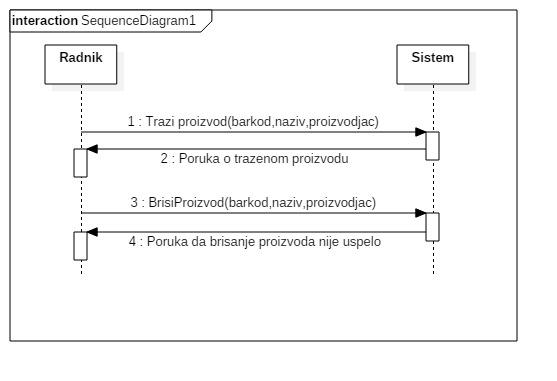 interaction SequenceDiagram1
Radnik
Sistem
1 : Trazi proizvod(barkod,naziv,proizvodjac)
2 : Poruka o trazenom proizvodu
3 : BrisiProizvod(barkod,naziv,proizvodjac)
4 : Poruka da brisanje proizvoda nije uspelo